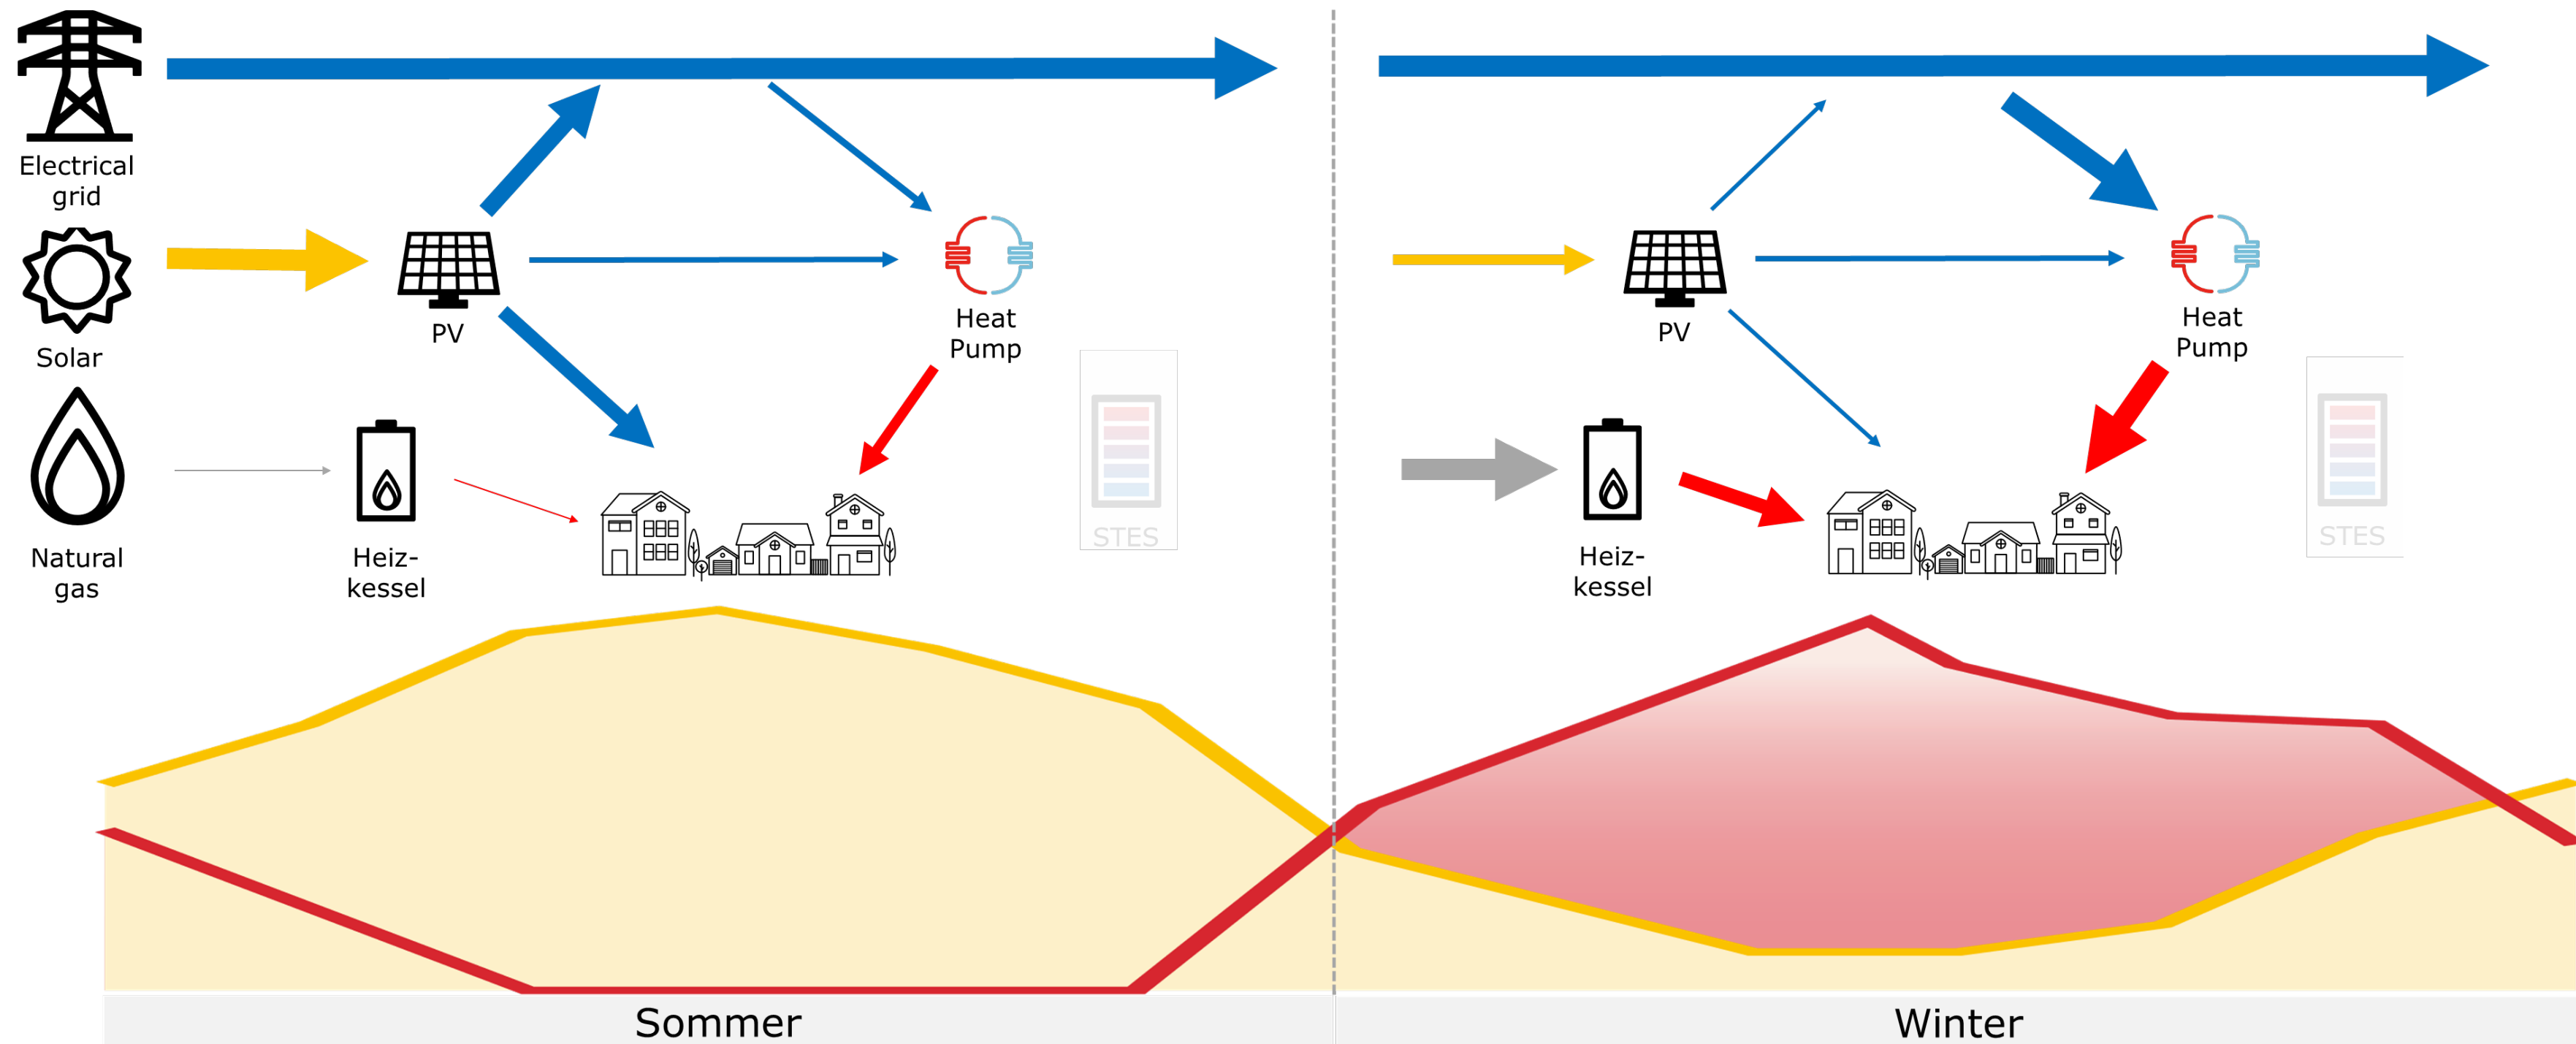 Electrical
grid
Solar
Natural
gas
PV
Heat
Pump
Heiz-
kessel
STES
PV
Heat
Pump
Heiz-
kessel
STES
Sommer
Winter